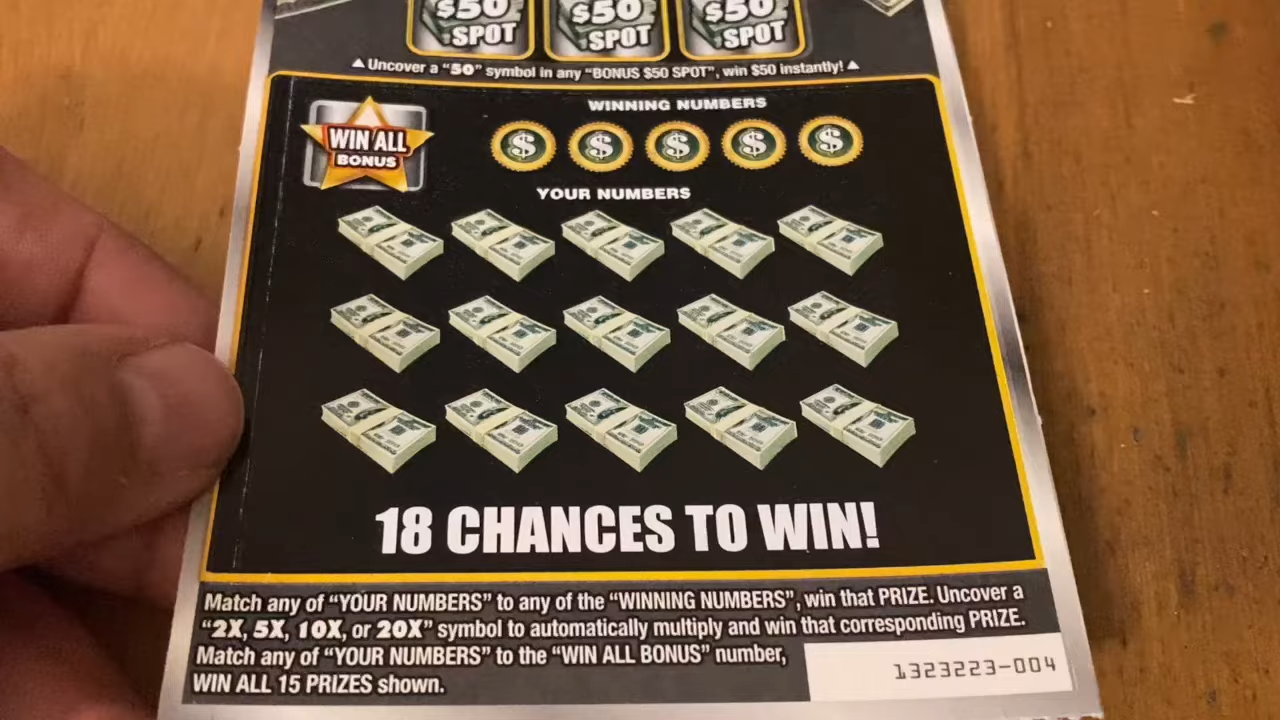 $50 $50 $50
SPOT SPOT SPOT
▲Uncover a "50" symbol in any "BONUS $50 SPOT", win $50 instantly!▲
WINNING NUMBERS
WIN ALL
BONUS
$ $ $ $ $
YOUR NUMBERS
18 CHANCES TO WIN!
Match any of "YOUR NUMBERS" to any of the "WINNING NUMBERS", win that PRIZE. Uncover a
"2X, 5X, 10X, or 20X" symbol to automatically multiply and win that corresponding PRIZE.
Match any of "YOUR NUMBERS" to the "WIN ALL BONUS" number,
WIN ALL 15 PRIZES shown.
1323223-004